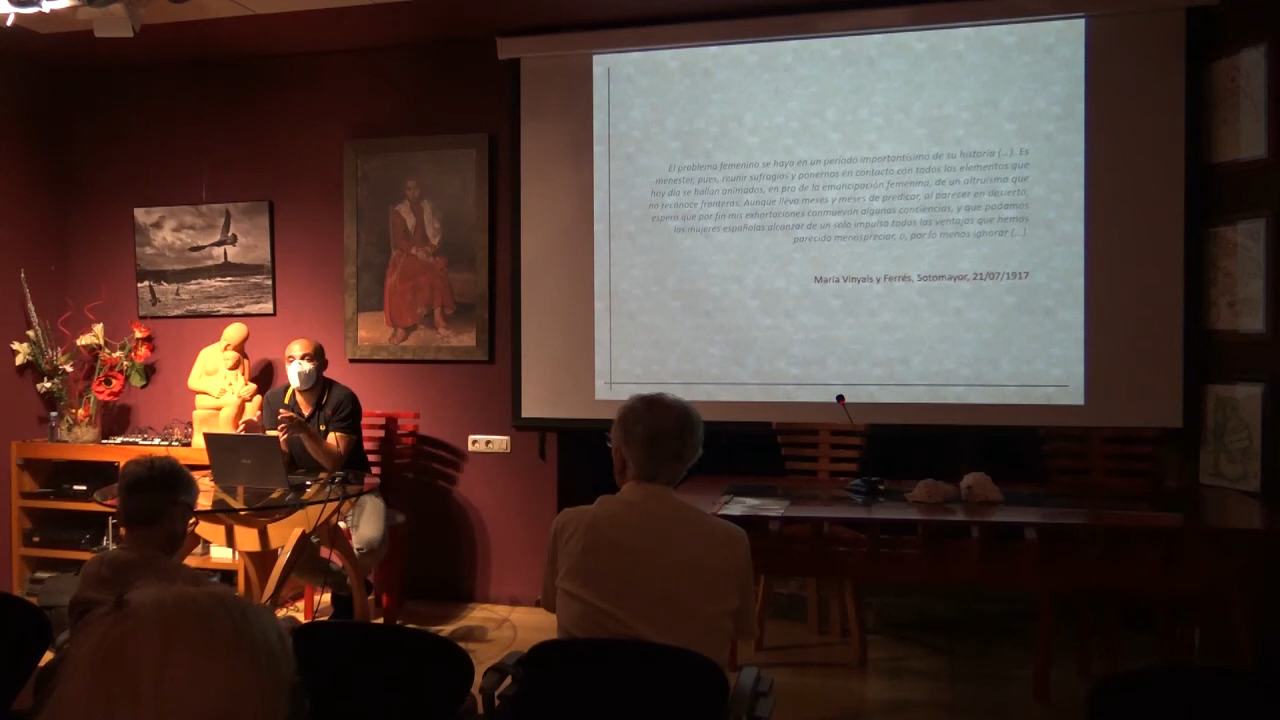 El problema femenino se haya en un período importantísimo de su historia (...). Es
menester, pues, reunir sufragios y ponernos en contacto con todos los elementos que
hoy día se hallan animados, en pro de la emancipación femenina, de un altruismo que
no reconoce fronteras. Aunque llevo meses y meses de predicar, al parecer en desierto,
espero que por fin mis exhortaciones conmuevan algunas conciencias, y que podamos
las mujeres españolas alcanzar de un solo impulso todas las ventajas que hemos
parecido menospreciar, o, por lo menos ignorar (...).
María Vinyals y Ferrés, Sotomayor, 21/07/1917